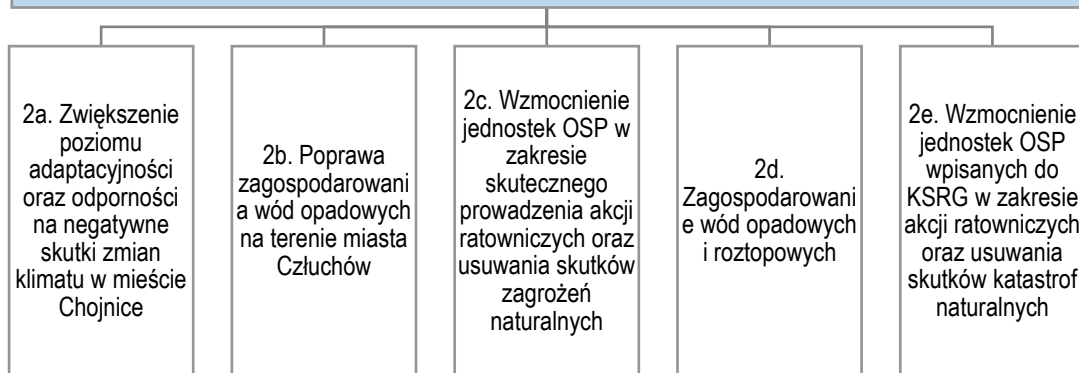 2a. Zwiększenie
poziomu
adaptacyjności
oraz odporności
na negatywne
skutki zmian
klimatu w mieście
Chojnice
2b. Poprawa
zagospodarowani
a wód opadowych
na terenie miasta
Człuchów
2c. Wzmocnienie
jednostek OSP w
zakresie
skutecznego
prowadzenia akcji
ratowniczych oraz
usuwania skutków
zagrożeń
naturalnych
2d.
Zagospodarowani
e wód opadowych
i roztopowych
2e. Wzmocnienie
jednostek OSP
wpisanych do
KSRG w zakresie
akcji ratowniczych
oraz usuwania
skutków katastrof
naturalnych